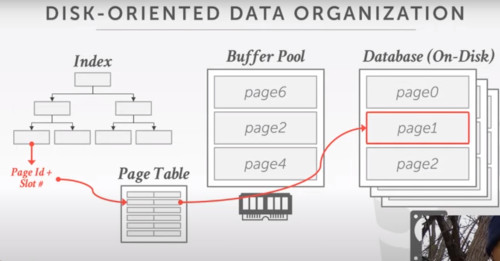 DISK-ORIENTED DATA ORGANIZATION
Index
Buffer Pool
Database (On-Disk)
page6
page2
page4
page0
page1
page2
Page Id +
Slot #
Page Table